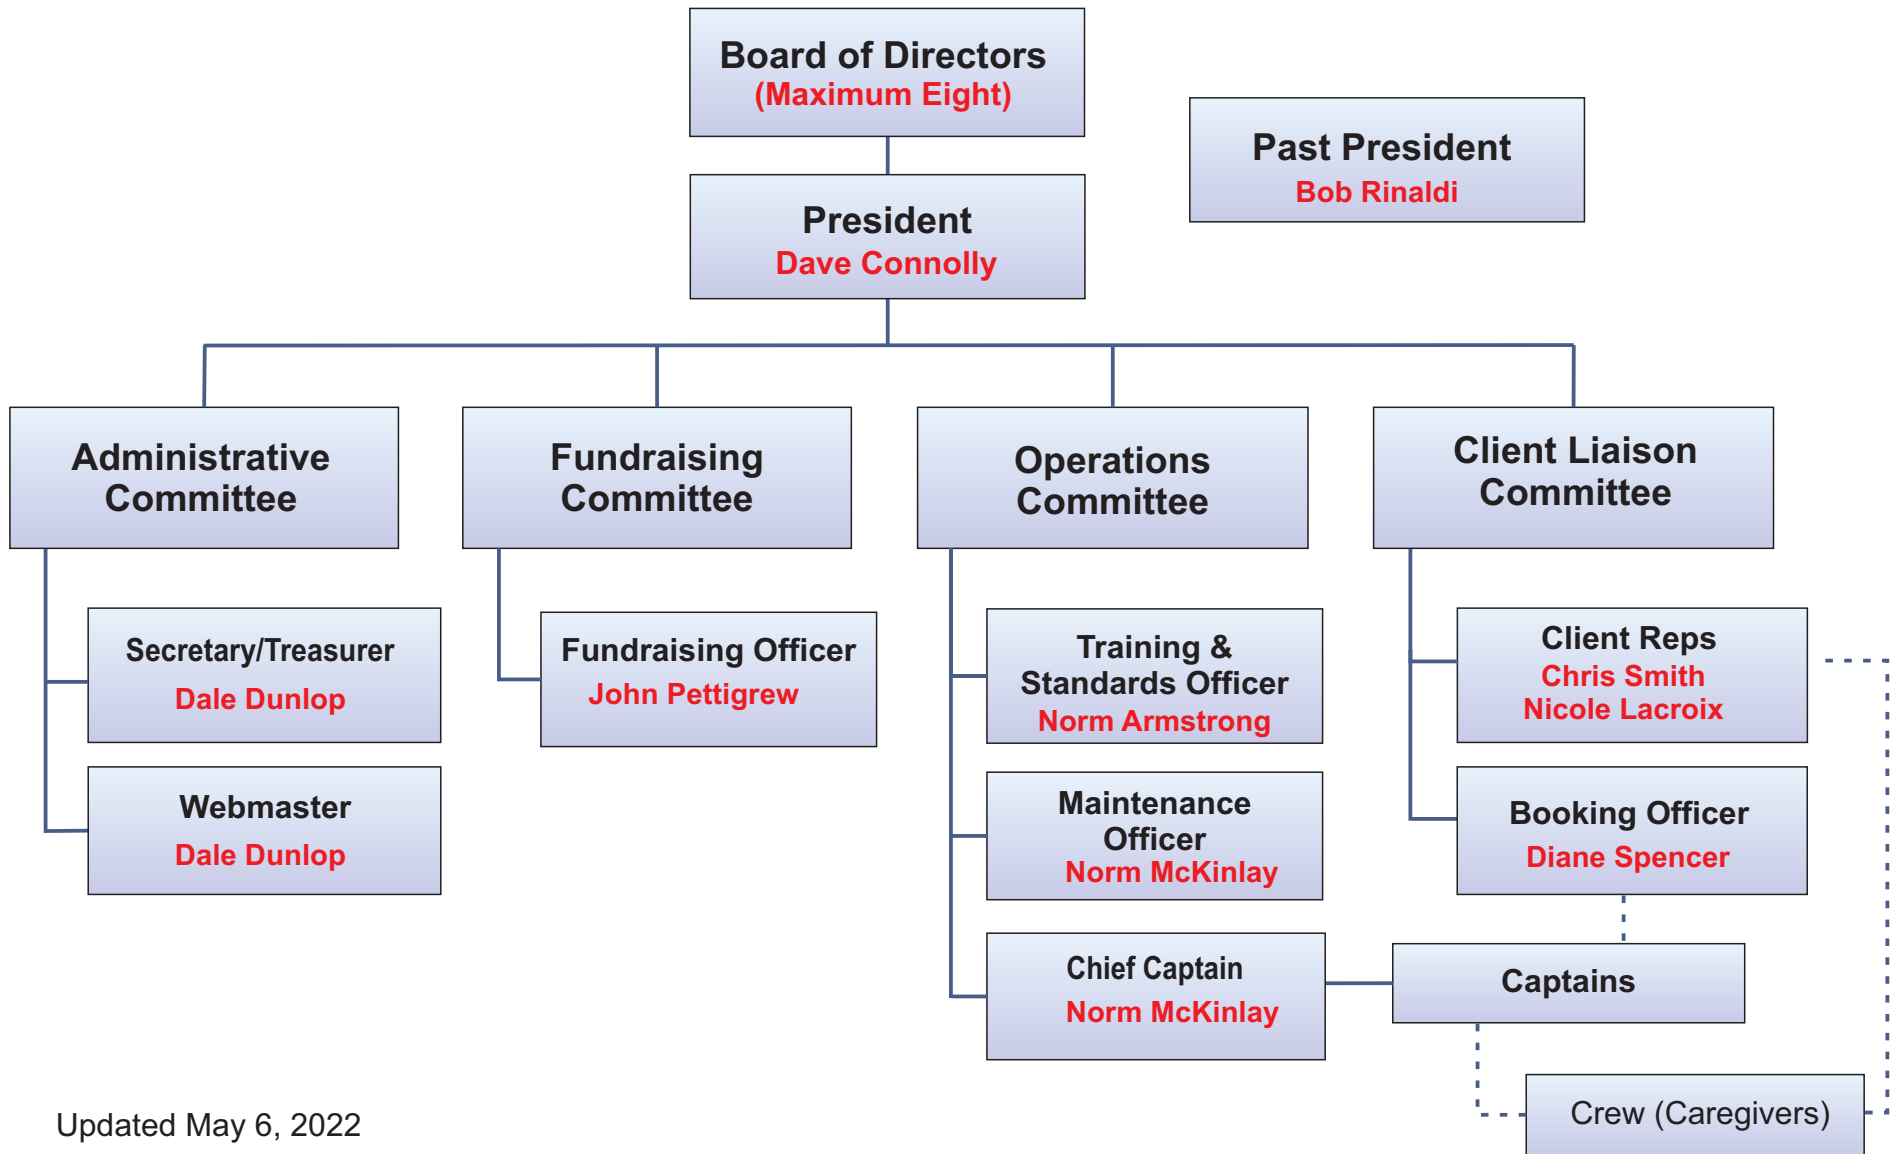 Board of Directors
(Maximum Eight)
Past President
Bob Rinaldi
President
Dave Connolly
Administrative
Committee
Fundraising
Committee
Operations
Committee
Client Liaison
Committee
Secretary/Treasurer
Dale Dunlop
Webmaster
Dale Dunlop
Fundraising Officer
John Pettigrew
Training &
Standards Officer
Norm Armstrong
Maintenance
Officer
Norm McKinlay
Chief Captain
Norm McKinlay
Client Reps
Chris Smith
Nicole Lacroix
Booking Officer
Diane Spencer
Captains
Crew (Caregivers)
Updated May 6, 2022